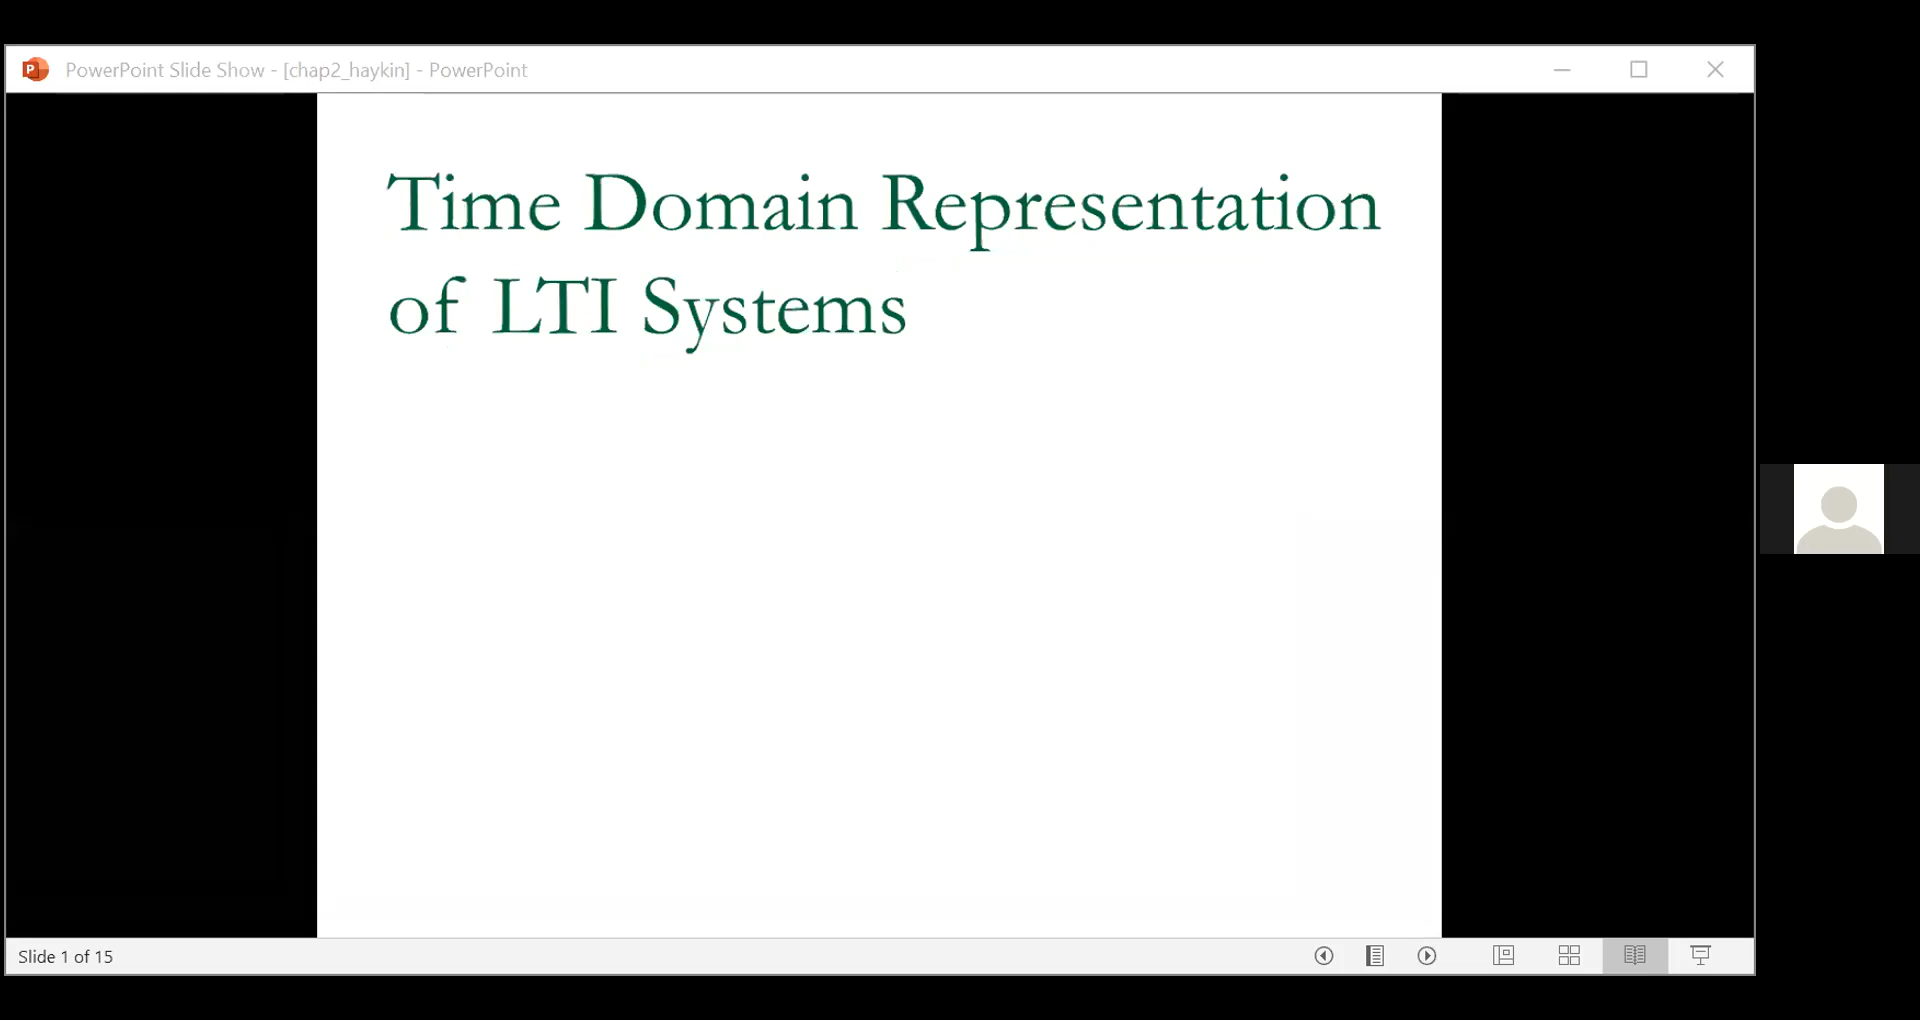 PowerPoint Slide Show - [chap2_haykin] - PowerPoint
Time Domain Representation
of LTI Systems
Slide 1 of 15